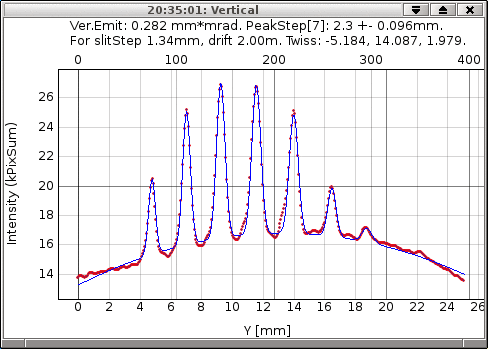 20:35:01: Vertical
Ver.Emit: 0.282 mm*mrad. PeakStep[7]: 2.3 +- 0.096mm.
For slitStep 1.34mm, drift 2.00m. Twiss: -5.184, 14.087, 1.979.
0 100 200 300 400
26
24
22
20
18
16
14
Intensity (kPixSum)
0 2 4 6 8 10 12 14 16 18 20 22 24 26
Y [mm]